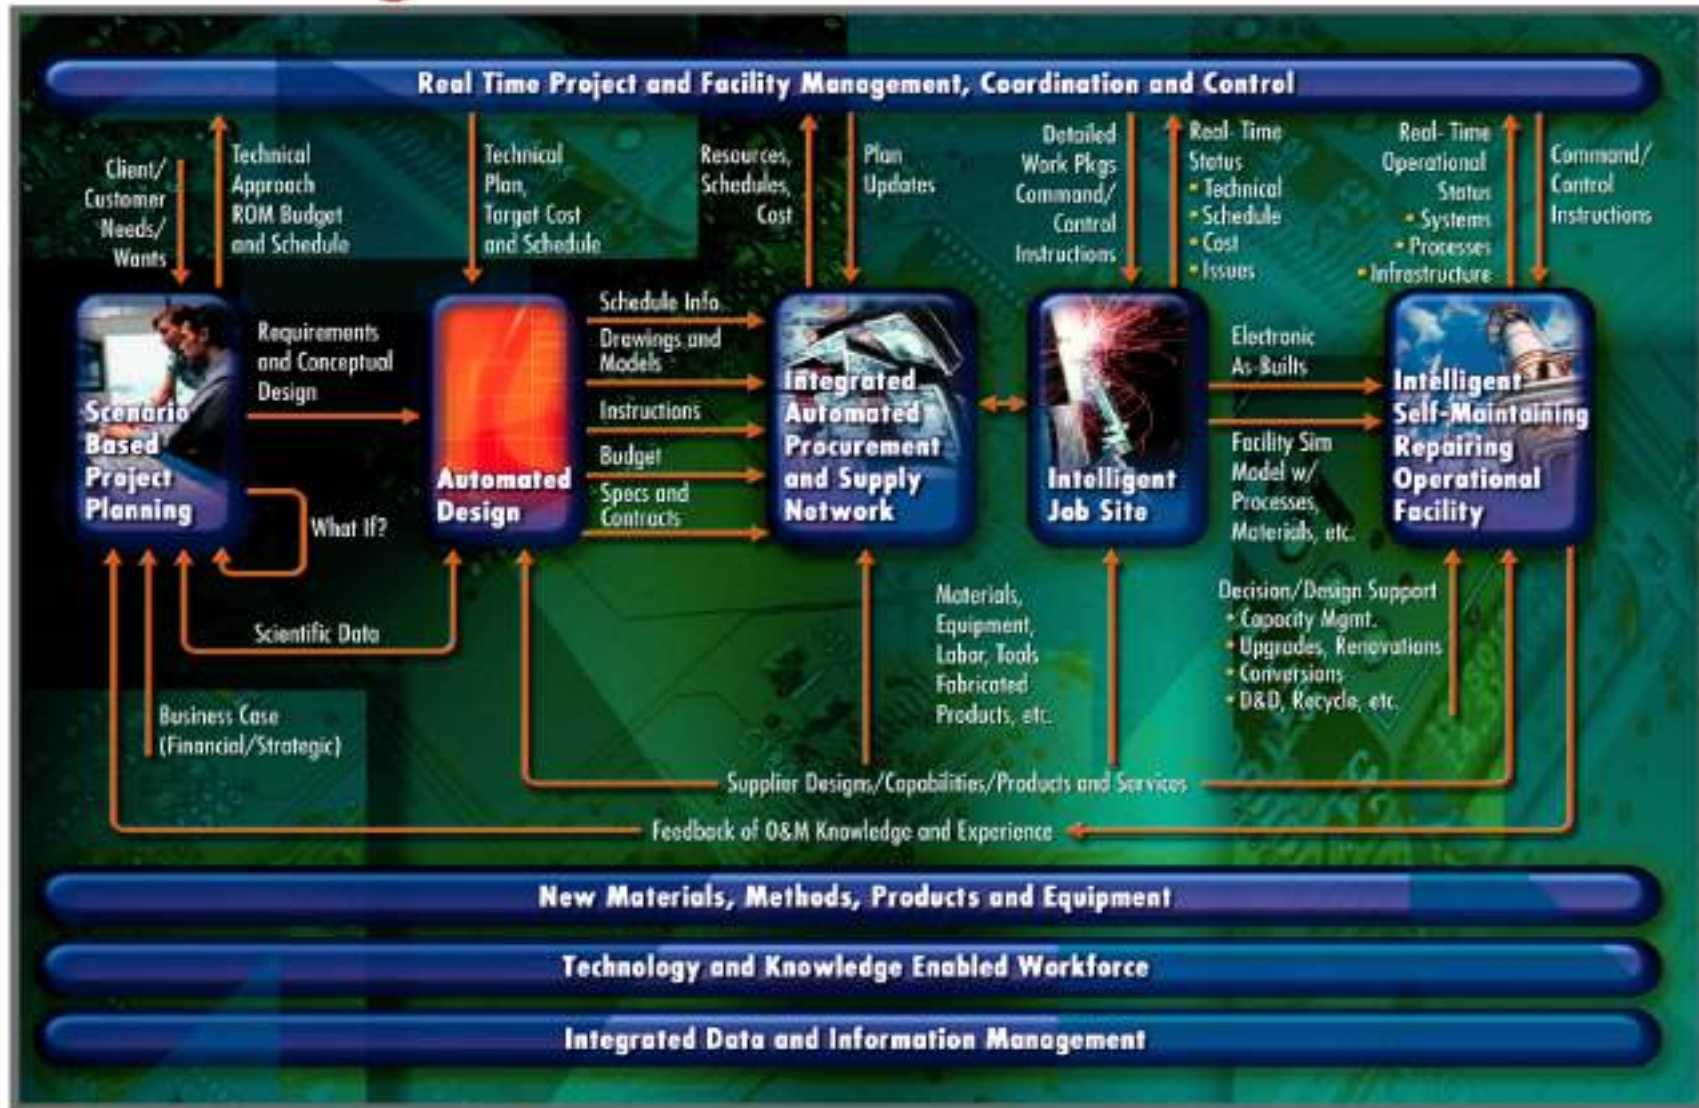 Real Time Project and Facility Management, Coordination and Control
Client/
Customer
Needs/
Wants
Technical
Approach
ROM Budget
and Schedule
Technical
Plan,
Target Cost
and Schedule
Resources,
Schedules,
Cost
Plan
Updates
Detailed
Work Pkgs
Command/
Control
Instructions
Real-Time
Status
• Technical
• Schedule
• Cost
• Issues
Real-Time
Operational
Status
• Systems
• Processes
• Infrastructure
Command/
Control
Instructions
Scenario
Based
Project
Planning
Requirements
and Conceptual
Design
What If?
Automated
Design
Schedule Info
Drawings and
Models
Instructions
Budget
Specs and
Contracts
Integrated
Automated
Procurement
and Supply
Network
Intelligent
Job Site
Electronic
As-Builts
Facility Sim
Model w/
Processes,
Materials, etc.
Intelligent
Self-Maintaining
Repairing
Operational
Facility
Scientific Data
Business Case
(Financial/Strategic)
Materials,
Equipment,
Labor, Tools
Fabricated
Products, etc.
Decision/Design Support
• Capacity Mgmt.
• Upgrades, Renovations
• Conversions
• D&D, Recycle, etc.
Supplier Designs/Capabilities/Products and Services
Feedback of O&M Knowledge and Experience
New Materials, Methods, Products and Equipment
Technology and Knowledge Enabled Workforce
Integrated Data and Information Management